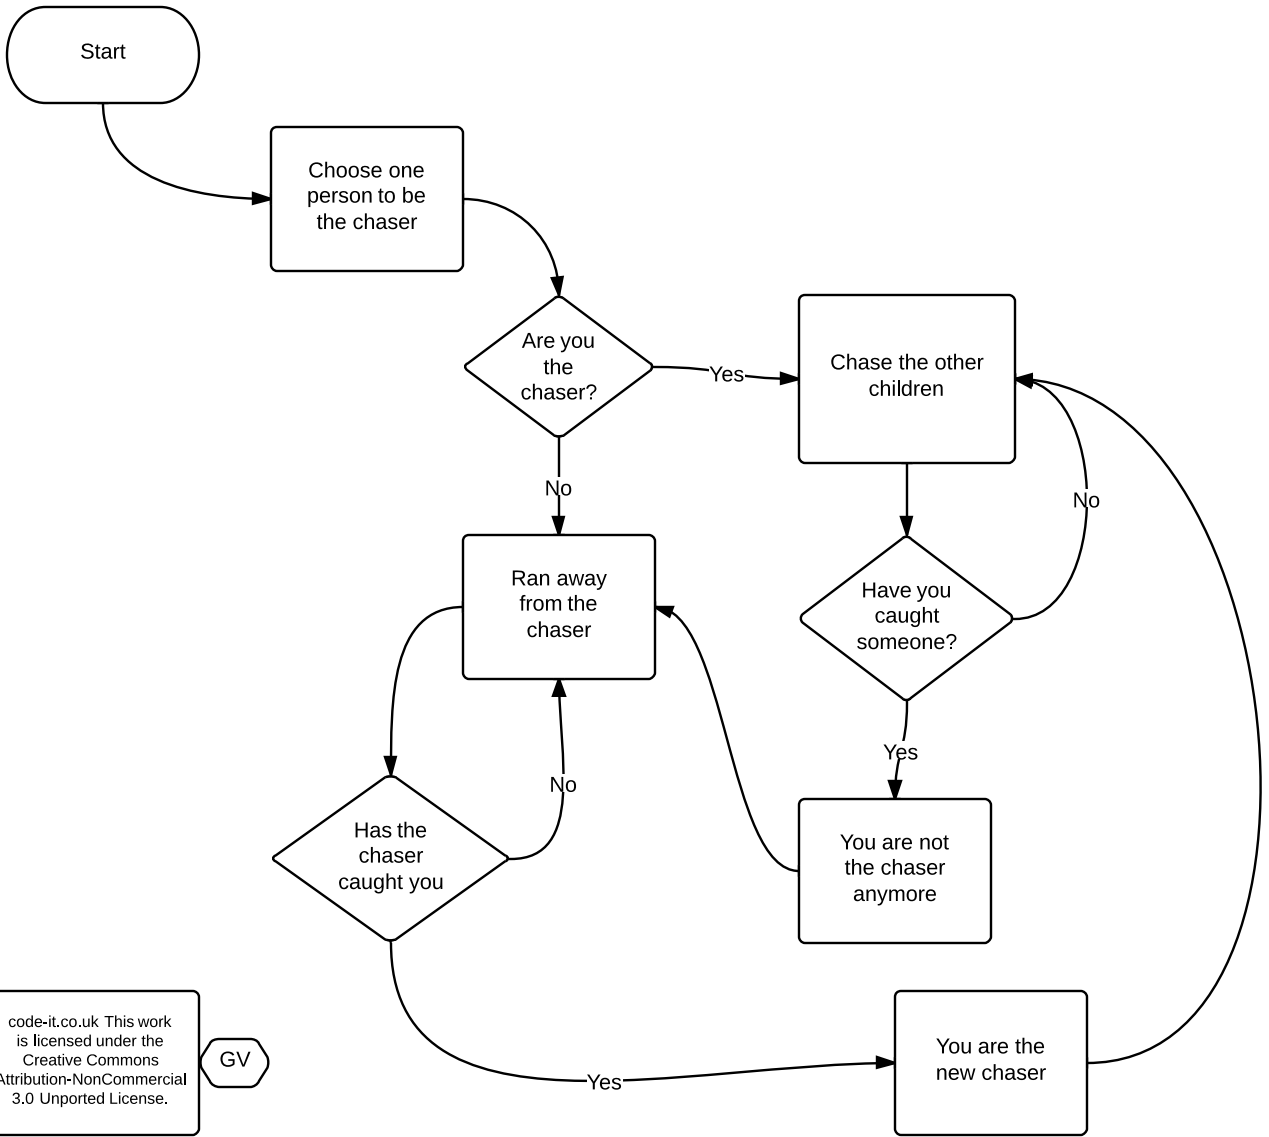 Start
Choose one
person to be
the chaser
Are you
the
chaser?
Yes
Chase the other
children
No
No
Ran away
from the
chaser
Have you
caught
someone?
Yes
No
Has the
chaser
caught you
You are not
the chaser
anymore
Yes
You are the
new chaser
code-it.co.uk This work
is licensed under the
Creative Commons
Attribution-NonCommercial
3.0 Unported License.
GV